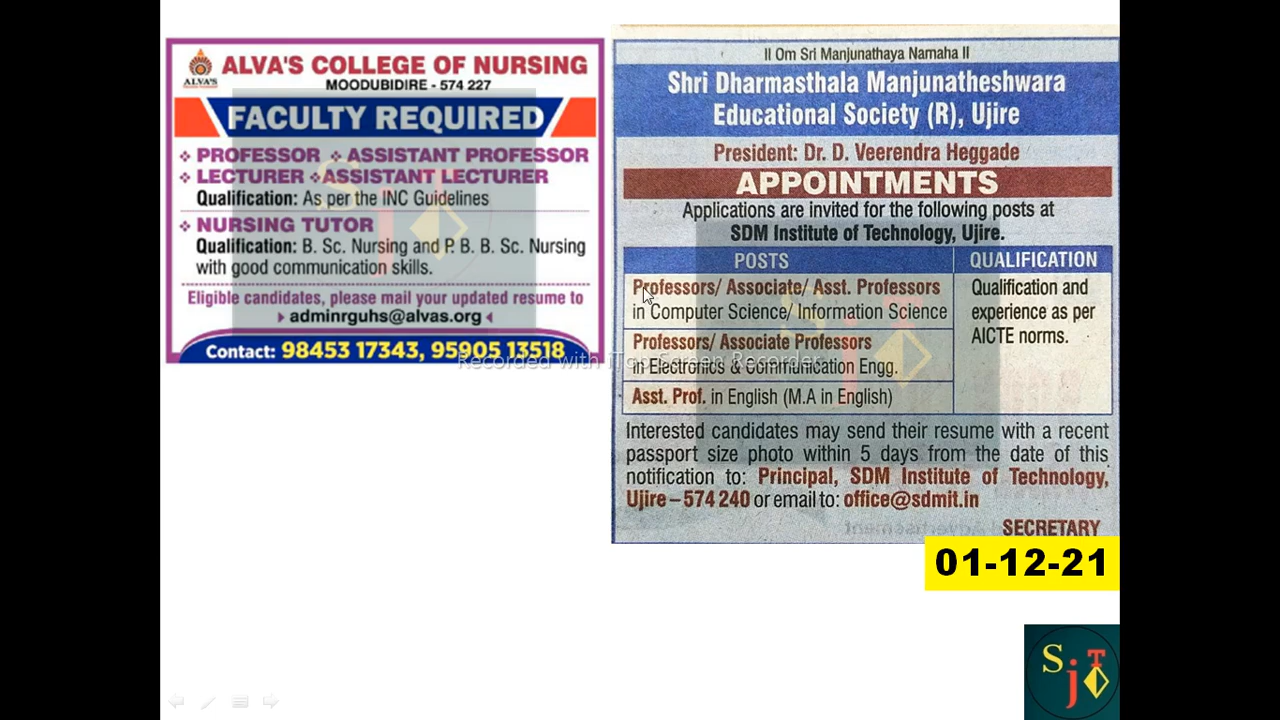 ALVA'S COLLEGE OF NURSING
ALVA'S
MOODUBIDIRE - 574 227
FACULTY REQUIRED
❖ PROFESSOR ❖ ASSISTANT PROFESSOR
❖ LECTURER ❖ASSISTANT LECTURER
Qualification: As per the INC Guidelines
❖ NURSING TUTOR
Qualification: B. Sc. Nursing and P. B. B. Sc. Nursing
with good communication skills.
Eligible candidates, please mail your updated resume to
adminrguhs@alvas.org
Contact: 98453 17343, 95905 13518
II Om Sri Manjunathaya Namaha II
Shri Dharmasthala Manjunatheshwara
Educational Society (R), Ujire
President: Dr. D. Veerendra Heggade
APPOINTMENTS
Applications are invited for the following posts at
SDM Institute of Technology, Ujire.
POSTS
QUALIFICATION
Professors/ Associate/ Asst. Professors
in Computer Science/ Information Science
Professors/ Associate Professors
in Electronics & Communication Engg.
Asst. Prof. in English (M.A in English)
Qualification and
experience as per
AICTE norms.
Interested candidates may send their resume with a recent
passport size photo within 5 days from the date of this
notification to: Principal, SDM Institute of Technology,
Ujire – 574 240 or email to: office@sdmit.in
SECRETARY
Recorded with iTop Screen Recorder
01-12-21
SjT